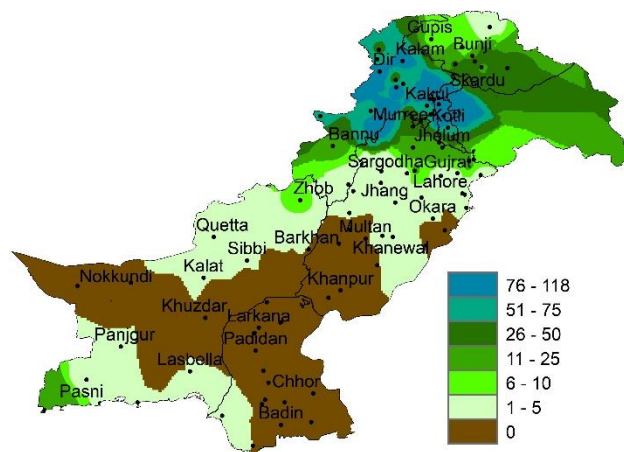 Gupis
Kalam Bunji
Dir
Skardu
Kakul
Murree Kotli
Bannu Jhelum
Sargodha Gujrat
Zhob Jhang Lahore
Okara
Quetta Multan
Sibbi Barkhan Khanewal
Nokkundi Kalat Khanpur
Khuzdar Larkana
Panjgur Padidan
Lasbella
Pasni Chhor
Badin
76 - 118
51 - 75
26 - 50
11 - 25
6 - 10
1 - 5
0